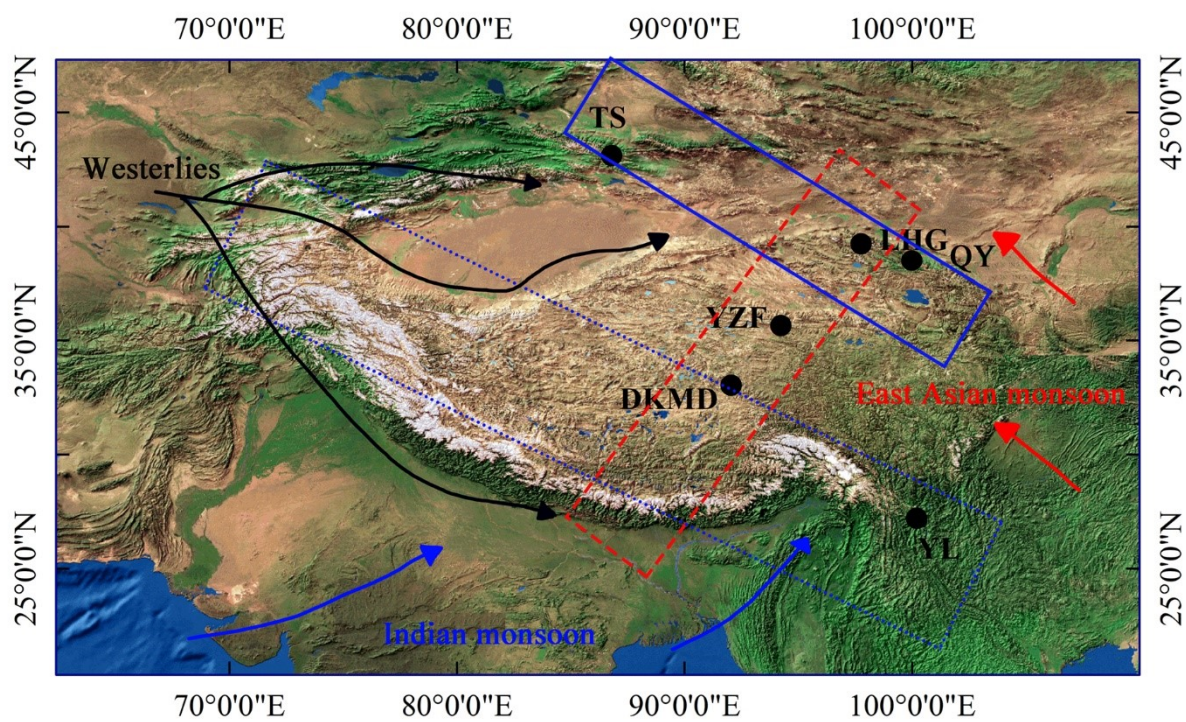 70°0'0"E 80°0'0"E 90°0'0"E 100°0'0"E
45°0'0"N
45°0'0"N
TS
Westerlies
LHG
QY
YZF
35°0'0"N
35°0'0"N
DKMD
East Asian monsoon
YL
25°0'0"N
25°0'0"N
Indian monsoon
70°0'0"E 80°0'0"E 90°0'0"E 100°0'0"E